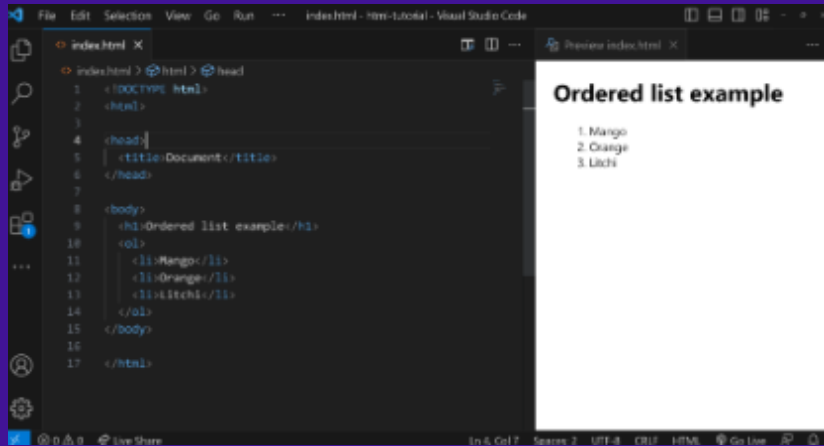 File Edit Selection View Go Run ··· index.html - html-tutorial - Visual Studio Code
index.html ×
Preview index.html ×
index.html > html > head
1 <!DOCTYPE html>
2 <html>
3
4 <head>
5 <title>Document</title>
6 </head>
7
8 <body>
9 <h1>Ordered list example</h1>
10 <ol>
11 <li>Mango</li>
12 <li>Orange</li>
13 <li>Litchi</li>
14 </ol>
15 </body>
16
17 </html>
Ordered list example
1. Mango
2. Orange
3. Litchi
1
0 0 Live Share Ln 4, Col 7 Spaces: 2 UTF-8 CRLF HTML Go Live